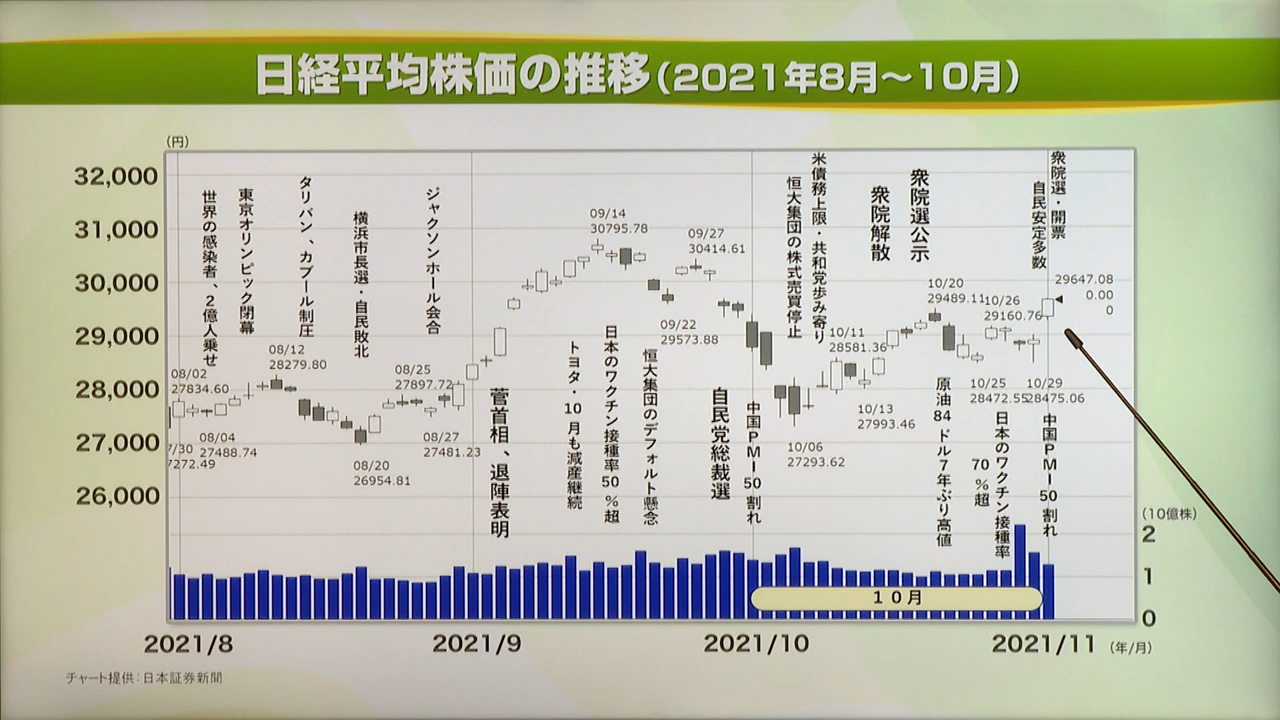 日経平均株価の推移(2021年8月～10月)
(円)
32,000
31,000
30,000
29,000
28,000
27,000
26,000
世界の感染者、2億人乗せ
東京オリンピック閉幕
タリバン、カブール制圧
横浜市長選・自民敗北
ジャクソンホール会合
菅首相、退陣表明
トヨタ・10月も減産継続
日本のワクチン接種率50%超
恒大集団のデフォルト懸念
自民党総裁選
中国PMI50割れ
恒大集団の株式売買停止
米債務上限・共和党歩み寄り
衆院解散
衆院選公示
原油84ドル7年ぶり高値
日本のワクチン接種率
70%超
衆院選・開票
自民安定多数
中国PMI50割れ
08/02
27834.60
7/30
7272.49
08/04
27488.74
08/12
28279.80
08/20
26954.81
08/25
27897.72
08/27
27481.23
09/14
30795.78
09/22
29573.88
09/27
30414.61
10/06
27293.62
10/11
28581.36
10/13
27993.46
10/20
29489.11
10/25
28472.55
10/26
29160.76
10/29
28475.06
29647.08
0.00
0
(10億株)
2
1
0
10月
2021/8
2021/9
2021/10
2021/11
(年/月)
チャート提供:日本証券新聞